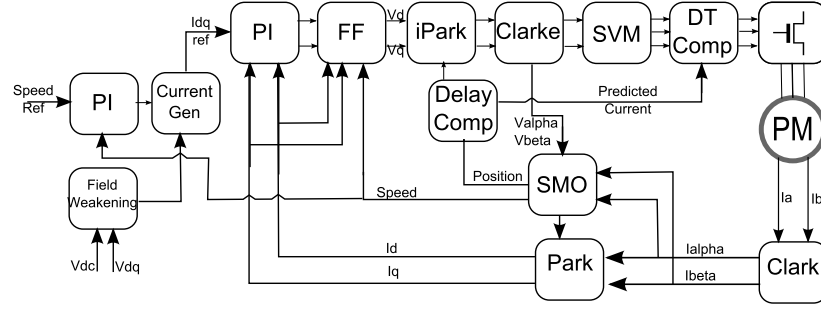 Idq
ref
PI
FF
Vd
Vq
iPark
Clarke
SVM
DT
Comp
Speed
Ref
PI
Current
Gen
Delay
Comp
Predicted
Current
Valpha
Vbeta
PM
Field
Weakening
Position
SMO
Speed
Ia
Ib
Vdc
Vdq
Id
Iq
Park
Ialpha
Ibeta
Clark